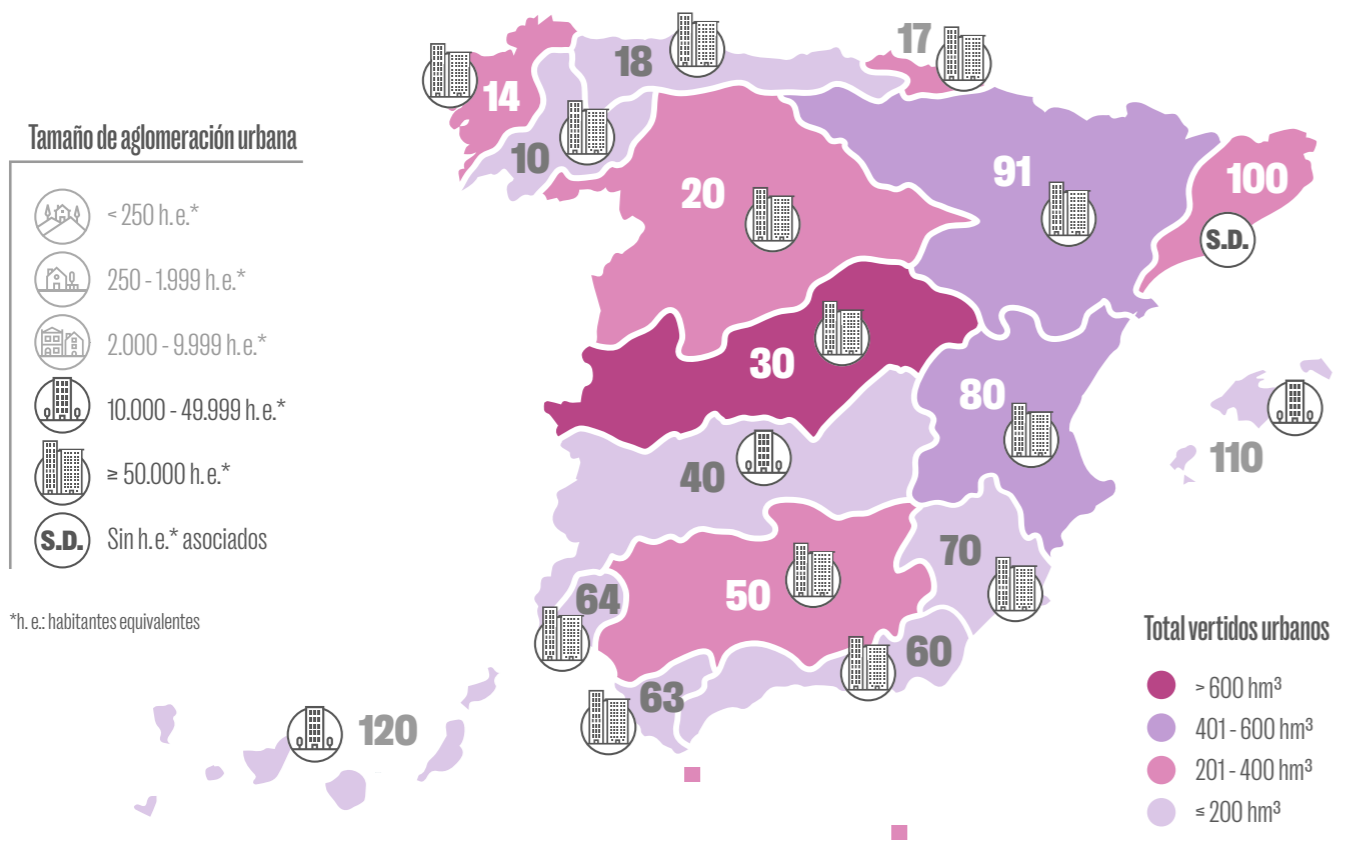 Tamaño de aglomeración urbana
< 250 h. e.*
250 - 1.999 h. e.*
2.000 - 9.999 h. e.*
10.000 - 49.999 h. e.*
≥ 50.000 h. e.*
S.D. Sin h. e.* asociados
*h. e.: habitantes equivalentes
14
18
17
10
20
91
100
S.D.
30
80
110
40
70
64
50
60
63
120
Total vertidos urbanos
> 600 hm³
401 - 600 hm³
201 - 400 hm³
≤ 200 hm³